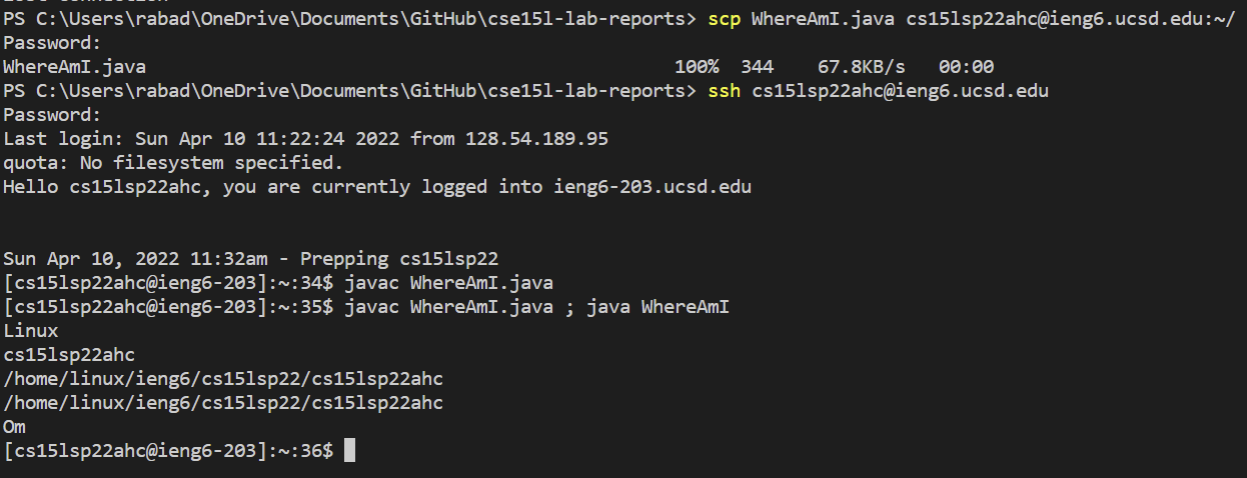 PS C:\Users\rabad\OneDrive\Documents\GitHub\cse15l-lab-reports> scp WhereAmI.java cs15lsp22ahc@ieng6.ucsd.edu:~/
Password:
WhereAmI.java 100% 344 67.8KB/s 00:00
PS C:\Users\rabad\OneDrive\Documents\GitHub\cse15l-lab-reports> ssh cs15lsp22ahc@ieng6.ucsd.edu
Password:
Last login: Sun Apr 10 11:22:24 2022 from 128.54.189.95
quota: No filesystem specified.
Hello cs15lsp22ahc, you are currently logged into ieng6-203.ucsd.edu
Sun Apr 10, 2022 11:32am - Prepping cs15lsp22
[cs15lsp22ahc@ieng6-203]:~:34$ javac WhereAmI.java
[cs15lsp22ahc@ieng6-203]:~:35$ javac WhereAmI.java ; java WhereAmI
Linux
cs15lsp22ahc
/home/linux/ieng6/cs15lsp22/cs15lsp22ahc
/home/linux/ieng6/cs15lsp22/cs15lsp22ahc
Om
[cs15lsp22ahc@ieng6-203]:~:36$